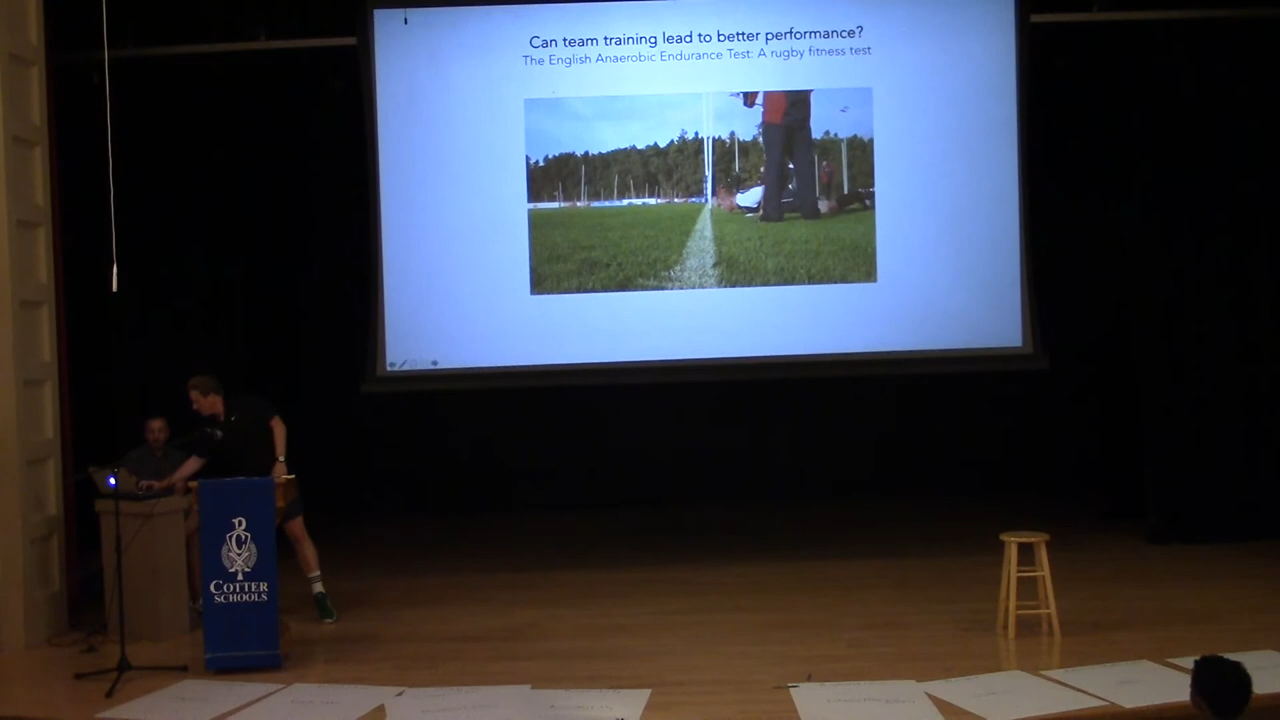 Can team training lead to better performance?
The English Anaerobic Endurance Test: A rugby fitness test
COTTER
SCHOOLS